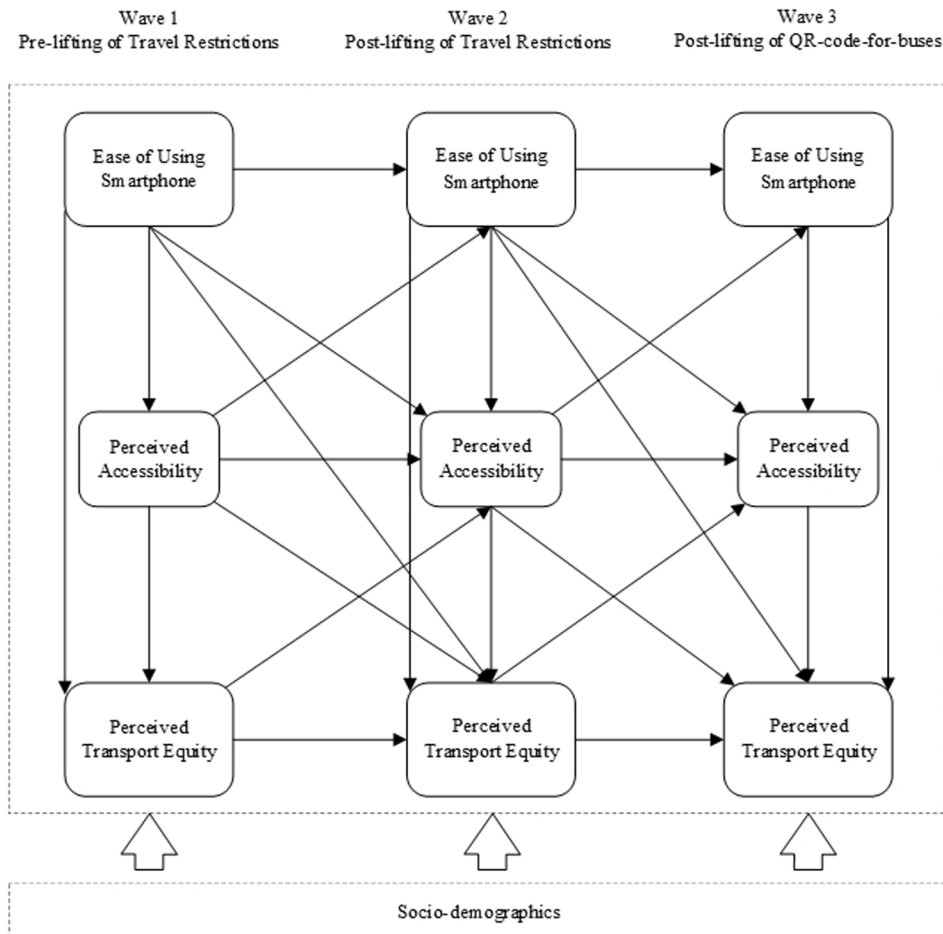 Wave 1
Pre-lifting of Travel Restrictions
Wave 2
Post-lifting of Travel Restrictions
Wave 3
Post-lifting of QR-code-for-buses
Ease of Using
Smartphone
Ease of Using
Smartphone
Ease of Using
Smartphone
Perceived
Accessibility
Perceived
Accessibility
Perceived
Accessibility
Perceived
Transport Equity
Perceived
Transport Equity
Perceived
Transport Equity
Socio-demographics